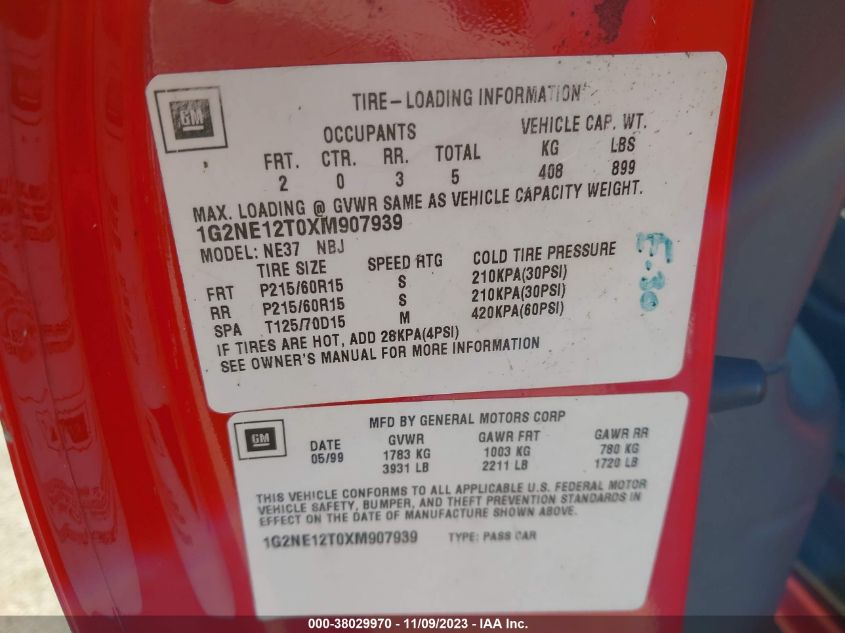 GM
TIRE-LOADING INFORMATION
OCCUPANTS VEHICLE CAP. WT.
FRT. CTR. RR. TOTAL KG LBS
2 0 3 5 408 899
MAX. LOADING @ GVWR SAME AS VEHICLE CAPACITY WEIGHT.
1G2NE12T0XM907939
MODEL: NE37 NBJ
TIRE SIZE SPEED RTG COLD TIRE PRESSURE
FRT P215/60R15 S 210KPA(30PSI)
RR P215/60R15 S 210KPA(30PSI)
SPA T125/70D15 M 420KPA(60PSI)
IF TIRES ARE HOT, ADD 28KPA(4PSI)
SEE OWNER'S MANUAL FOR MORE INFORMATION
GM
MFD BY GENERAL MOTORS CORP
DATE GVWR GAWR FRT GAWR RR
05/99 1783 KG 1003 KG 780 KG
3931 LB 2211 LB 1720 LB
THIS VEHICLE CONFORMS TO ALL APPLICABLE U.S. FEDERAL MOTOR
VEHICLE SAFETY, BUMPER, AND THEFT PREVENTION STANDARDS IN
EFFECT ON THE DATE OF MANUFACTURE SHOWN ABOVE.
1G2NE12T0XM907939 TYPE: PASS CAR
000-38029970 - 11/09/2023 - IAA Inc.